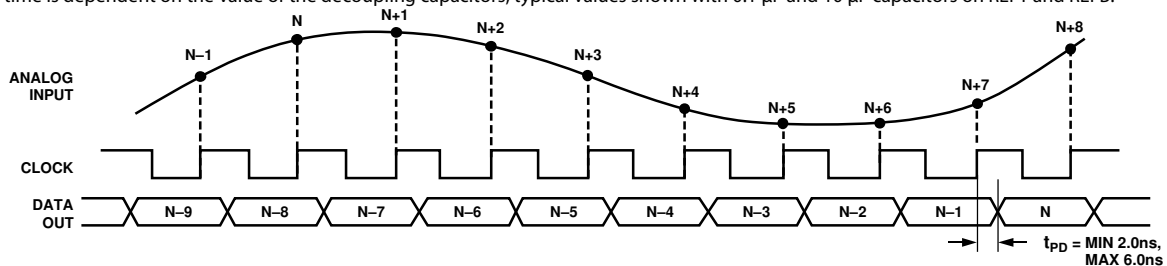 time is dependent on the value of the decoupling capacitors; typical values shown with 0.1 μF and 10 μF capacitors on REFT and REFB.
N–1
N
N+1
N+2
N+3
N+4
N+5
N+6
N+7
N+8
ANALOG
INPUT
CLOCK
DATA
OUT
N–9
N–8
N–7
N–6
N–5
N–4
N–3
N–2
N–1
N
tPD = MIN 2.0ns,
MAX 6.0ns